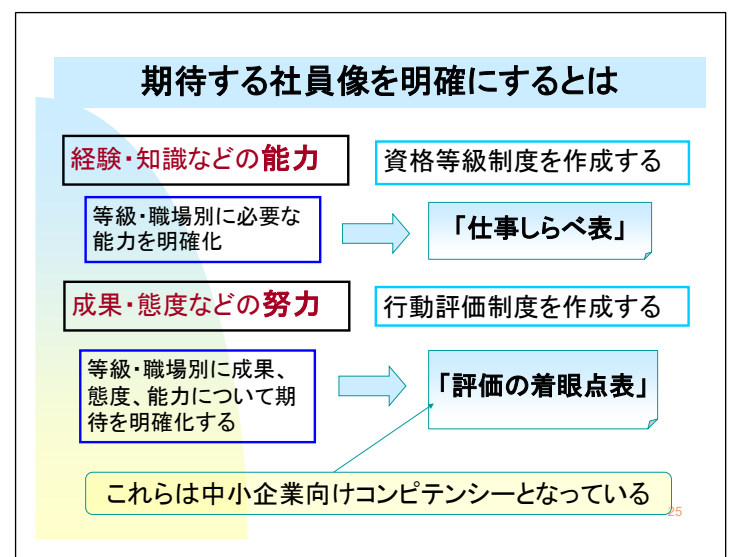 期待する社員像を明確にするとは
経験・知識などの能力
資格等級制度を作成する
等級・職場別に必要な
能力を明確化
「仕事しらべ表」
成果・態度などの努力
行動評価制度を作成する
等級・職場別に成果、
態度、能力について期
待を明確化する
「評価の着眼点表」
これらは中小企業向けコンピテンシーとなっている
25